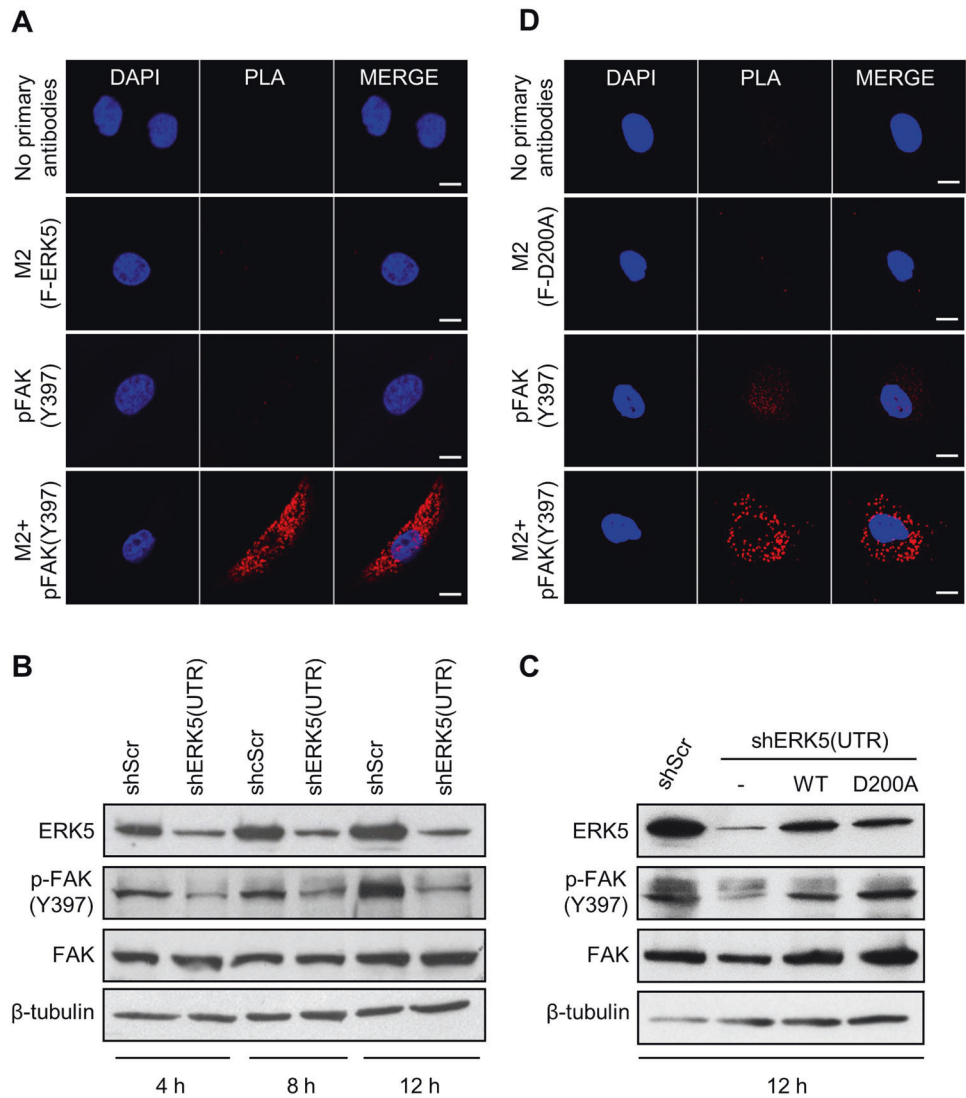 A
DAPI PLA MERGE
No primary
antibodies
M2
(F-ERK5)
pFAK
(Y397)
M2+
pFAK(Y397)
D
DAPI PLA MERGE
No primary
antibodies
M2
(F-D200A)
pFAK
(Y397)
M2+
pFAK(Y397)
B
shScr shERK5(UTR) shcScr shERK5(UTR) shScr shERK5(UTR)
ERK5
p-FAK
(Y397)
FAK
β-tubulin
4 h 8 h 12 h
C
shScr shERK5(UTR)
- WT D200A
ERK5
p-FAK
(Y397)
FAK
β-tubulin
12 h